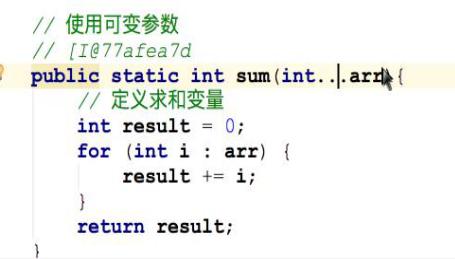 // 使用可变参数
// [I@77afea7d
public static int sum(int...arr){
// 定义求和变量
int result = 0;
for (int i : arr) {
result += i;
}
return result;
}